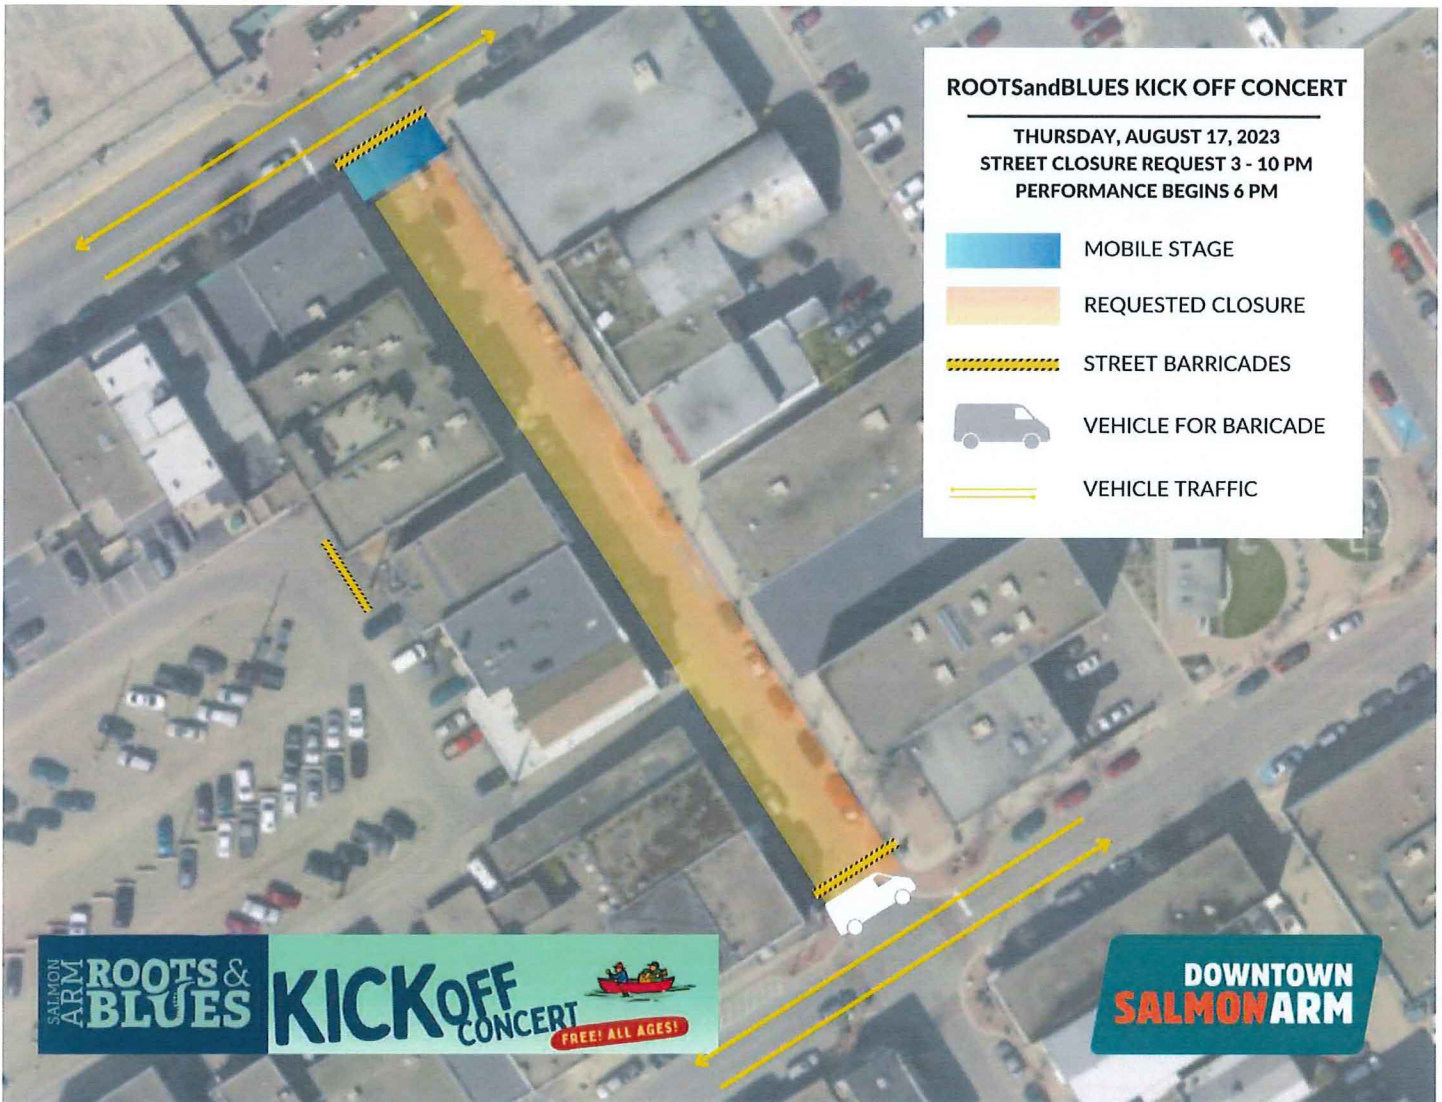 ROOTSandBLUES KICK OFF CONCERT
THURSDAY, AUGUST 17, 2023
STREET CLOSURE REQUEST 3 - 10 PM
PERFORMANCE BEGINS 6 PM
MOBILE STAGE
REQUESTED CLOSURE
STREET BARRICADES
VEHICLE FOR BARICADE
VEHICLE TRAFFIC
SALMON
ARM
ROOTS &
BLUES
KICK OFF
CONCERT
FREE! ALL AGES!
DOWNTOWN
SALMONARM